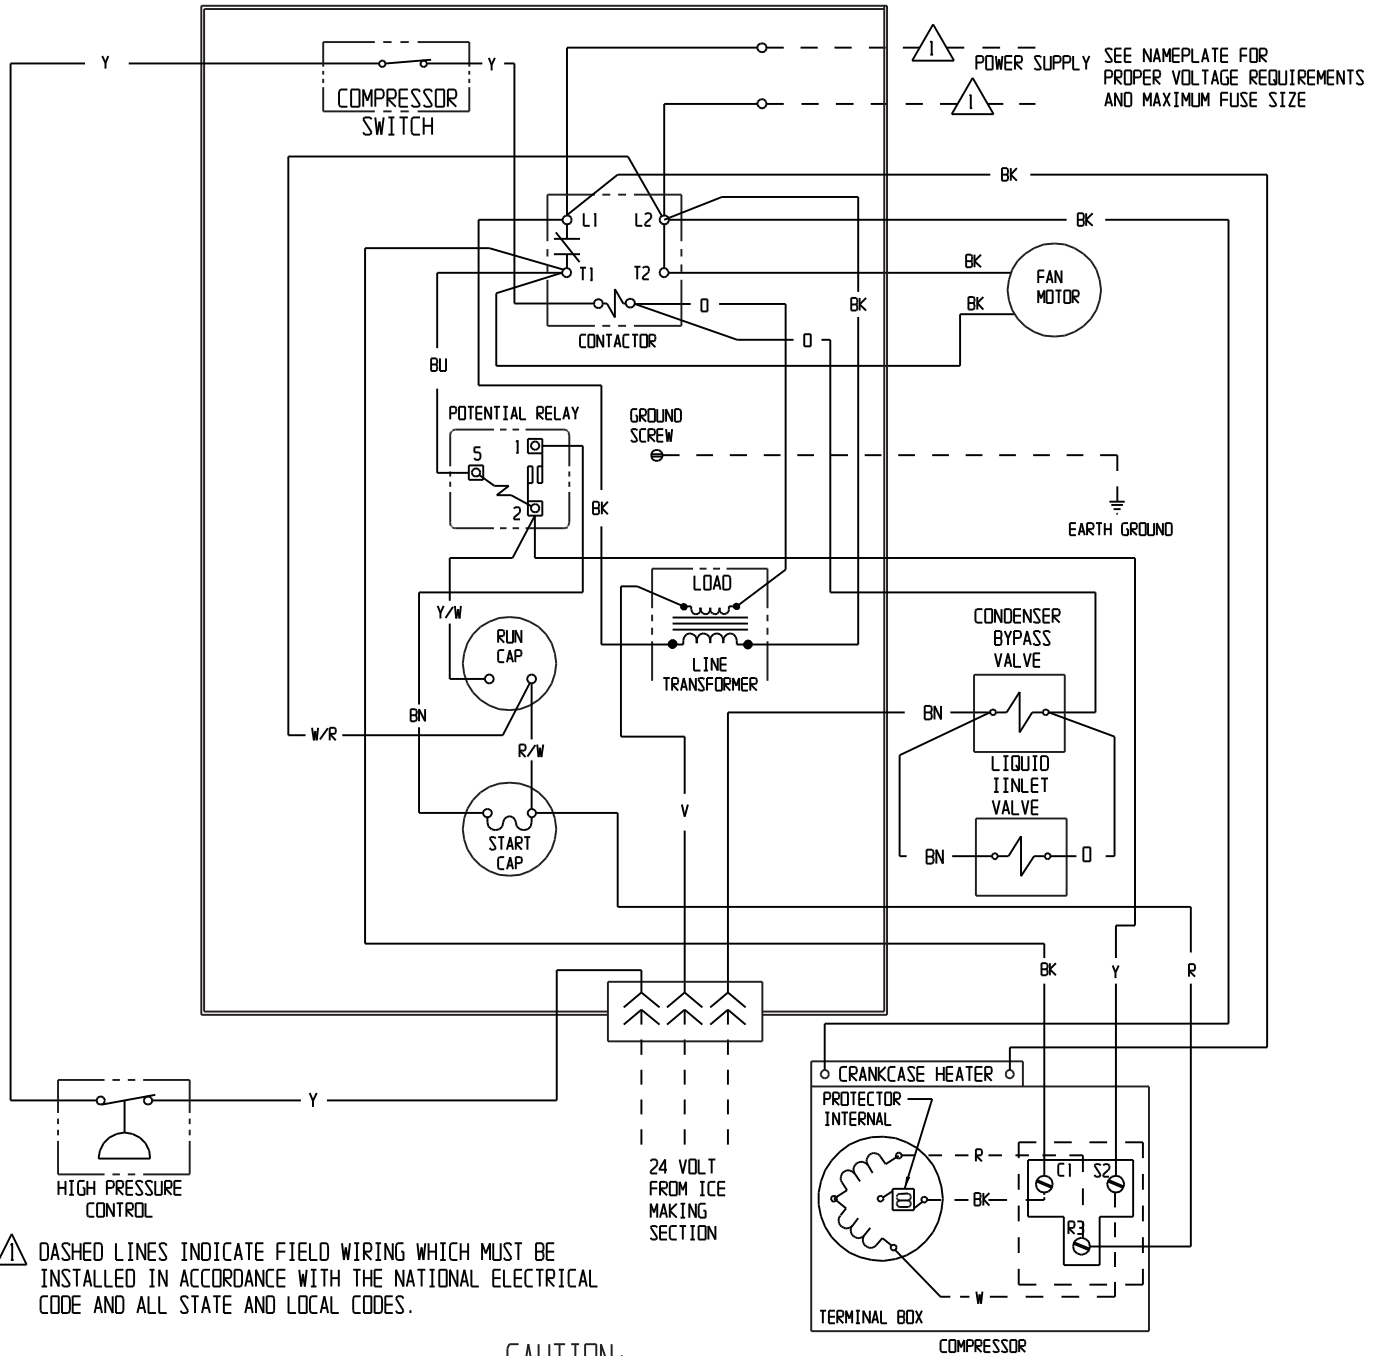 Y
COMPRESSOR
SWITCH
Y
1
POWER SUPPLY
1
SEE NAMEPLATE FOR
PROPER VOLTAGE REQUIREMENTS
AND MAXIMUM FUSE SIZE
BK
L1
L2
BK
T1
T2
BK
FAN
MOTOR
BK
BK
O
O
CONTACTOR
BU
POTENTIAL RELAY
5
1
2
GROUND
SCREW
BK
EARTH GROUND
LOAD
LINE
TRANSFORMER
Y/W
RUN
CAP
BN
W/R
R/W
START
CAP
V
CONDENSER
BYPASS
VALVE
BN
LIQUID
IINLET
VALVE
BN
O
BK
Y
R
Y
HIGH PRESSURE
CONTROL
24 VOLT
FROM ICE
MAKING
SECTION
CRANKCASE HEATER
PROTECTOR
INTERNAL
R
BK
W
C1
S2
R3
TERMINAL BOX
COMPRESSOR
1
DASHED LINES INDICATE FIELD WIRING WHICH MUST BE
INSTALLED IN ACCORDANCE WITH THE NATIONAL ELECTRICAL
CODE AND ALL STATE AND LOCAL CODES.
CAUTION: